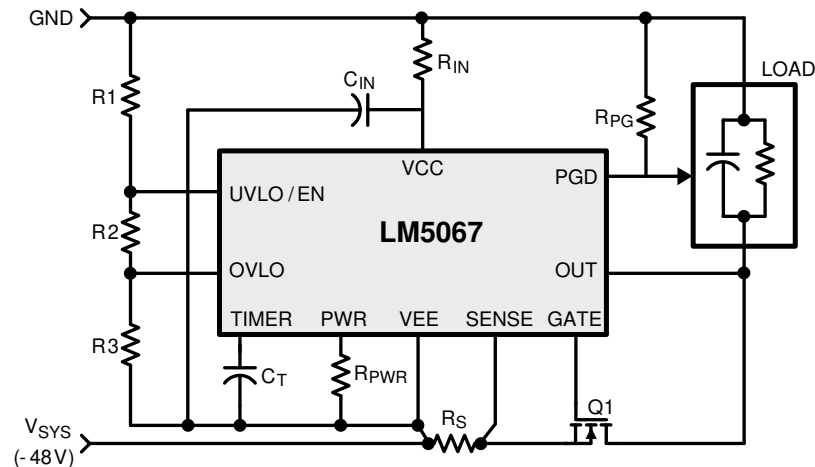 GND
LOAD
R1
CIN
RIN
RPG
VCC
PGD
UVLO / EN
R2
LM5067
OVLO
OUT
R3
TIMER
PWR
VEE
SENSE
GATE
CT
RPWR
RS
Q1
VSYS
(- 48V)